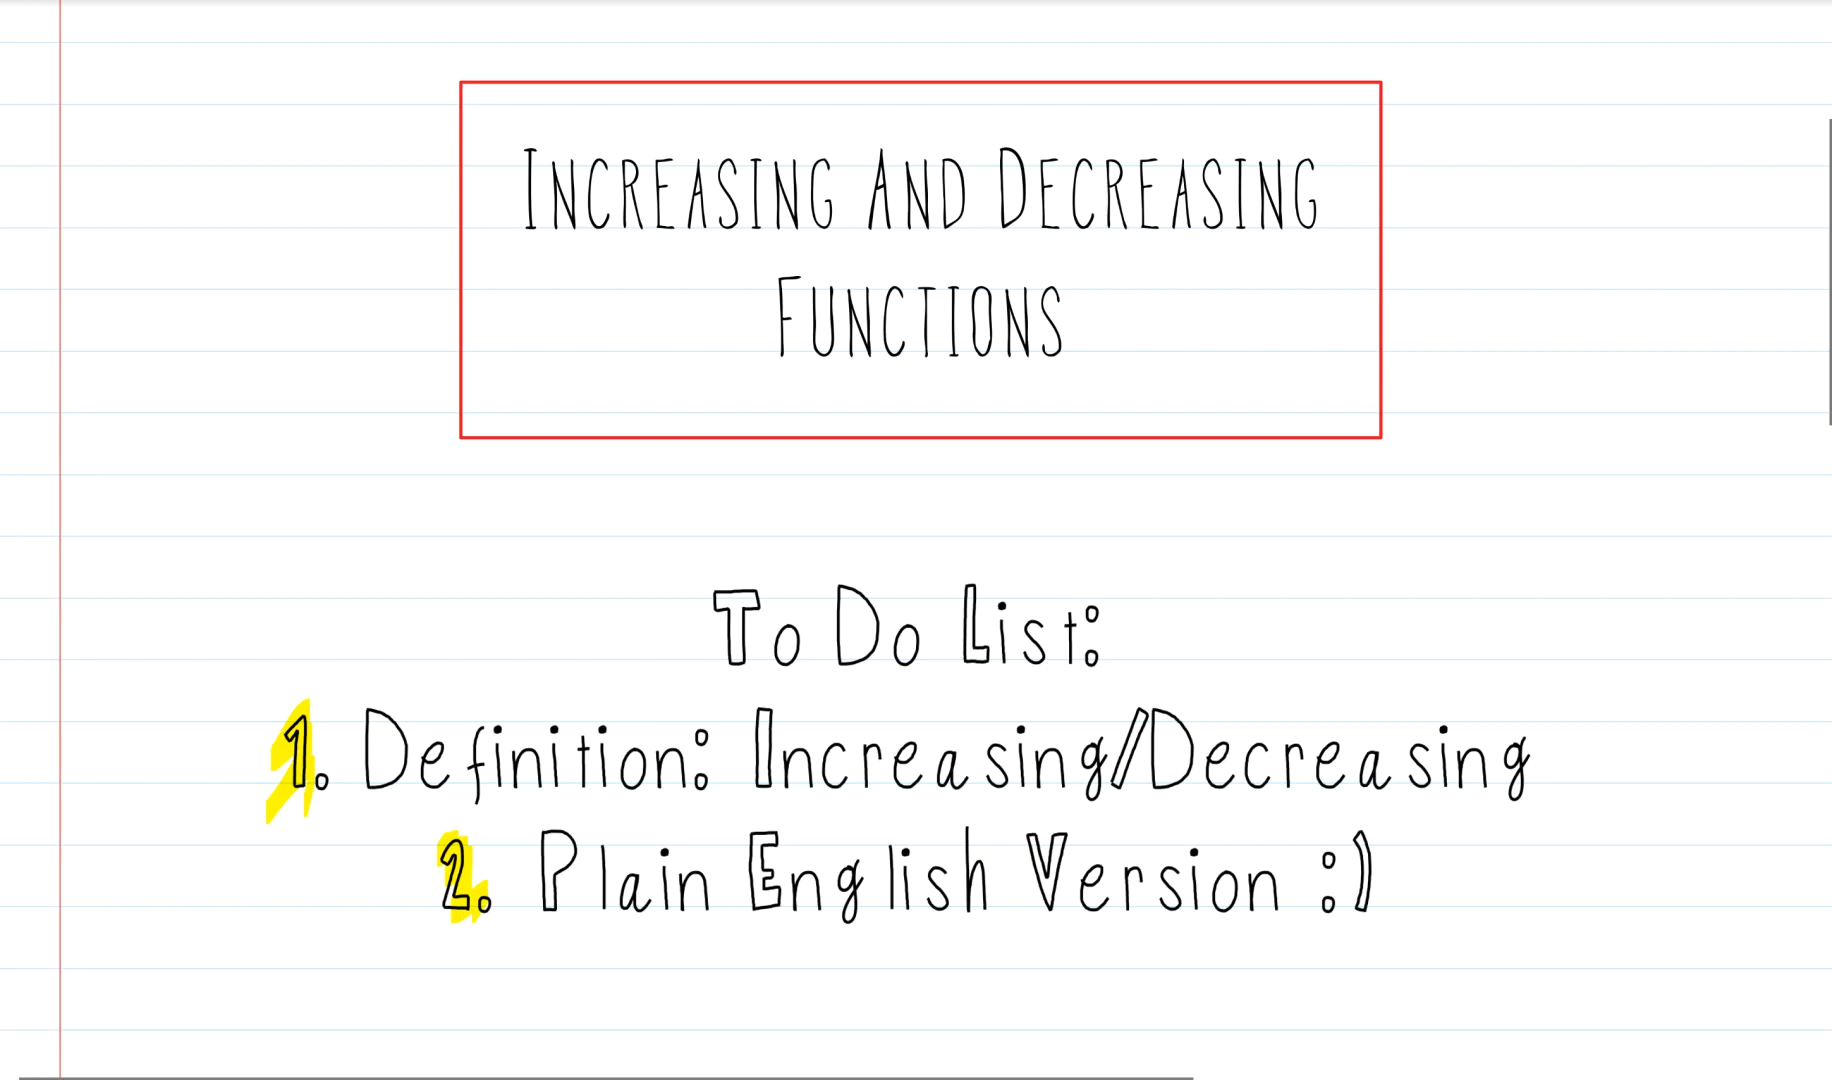 INCREASING AND DECREASING
FUNCTIONS
To Do List:
1. Definition: Increasing/Decreasing
2. Plain English Version :)